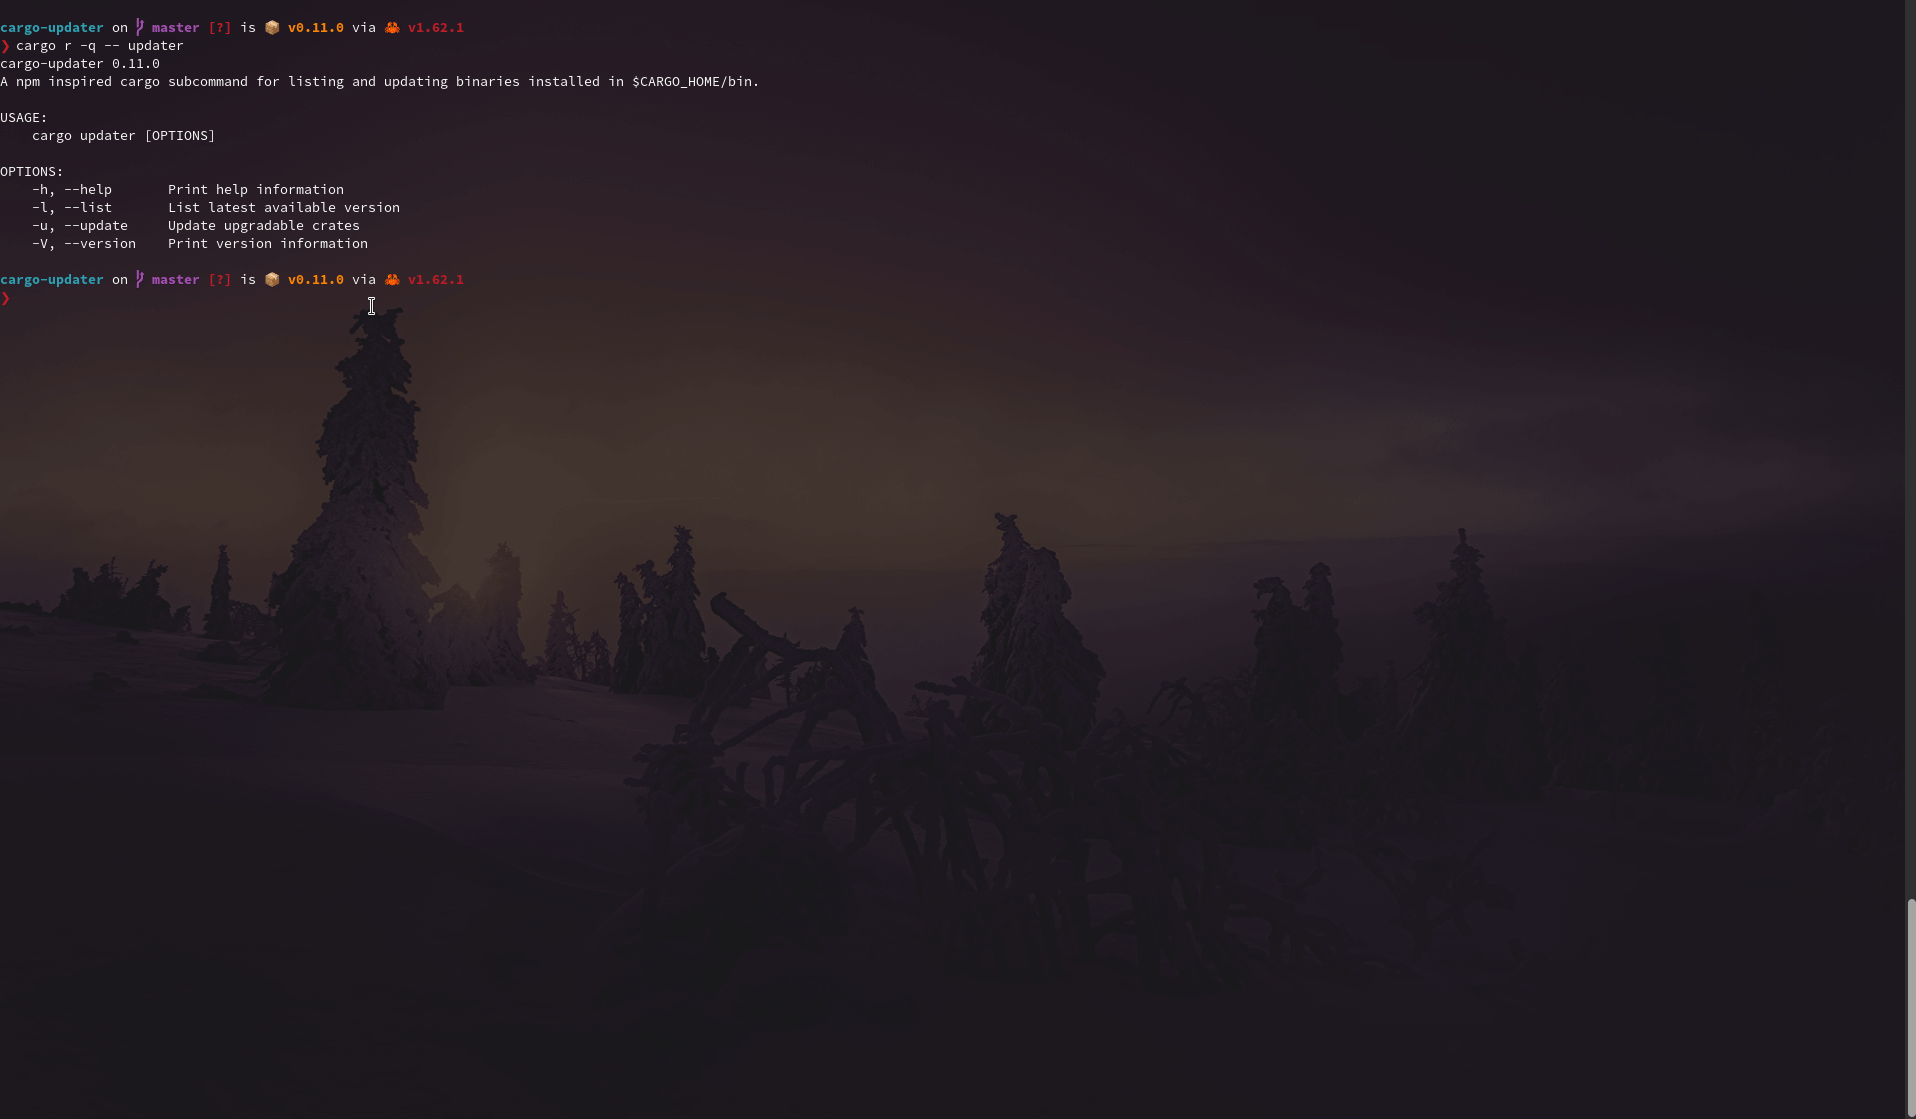 cargo-updater on master [?] is 📦 v0.11.0 via 🦀 v1.62.1
❯ cargo r -q -- updater
cargo-updater 0.11.0
A npm inspired cargo subcommand for listing and updating binaries installed in $CARGO_HOME/bin.
USAGE:
cargo updater [OPTIONS]
OPTIONS:
-h, --help Print help information
-l, --list List latest available version
-u, --update Update upgradable crates
-V, --version Print version information
cargo-updater on master [?] is 📦 v0.11.0 via 🦀 v1.62.1
❯